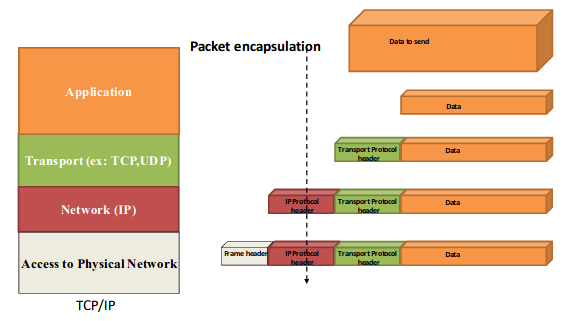 Packet encapsulation
Data to send
Application
Data
Transport (ex: TCP,UDP)
Transport Protocol
header
Data
Network (IP)
IP Protocol
header
Transport Protocol
header
Data
Access to Physical Network
Frame header
IP Protocol
header
Transport Protocol
header
Data
TCP/IP